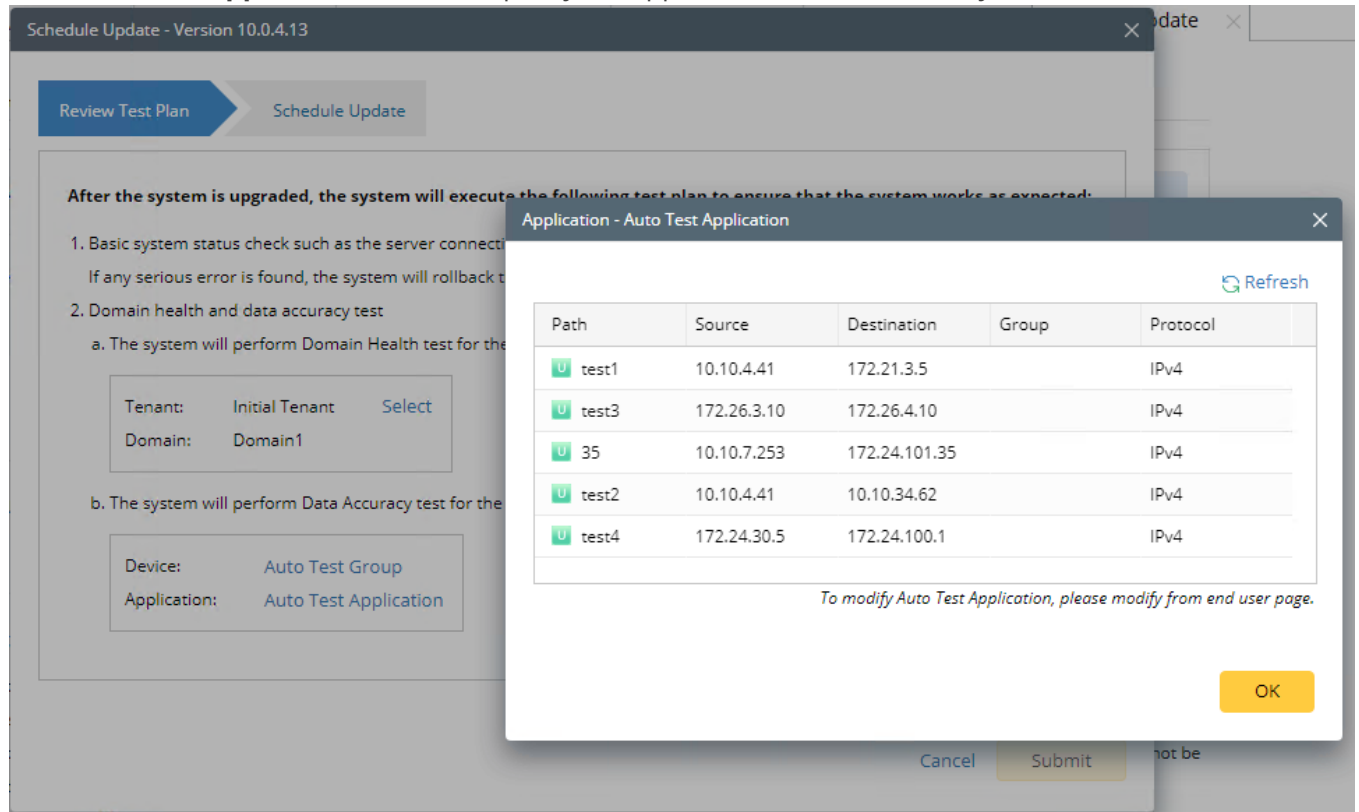 Schedule Update - Version 10.0.4.13
Review Test Plan
Schedule Update
After the system is upgraded, the system will execute the following test plan to ensure that the system works as expected:
1. Basic system status check such as the server
If any serious error is found, the system will rollback
2. Domain health and data accuracy test
a. The system will perform Domain Health test for the
Tenant: Initial Tenant Select
Domain: Domain1
b. The system will perform Data Accuracy test for the
Device: Auto Test Group
Application: Auto Test Application
Cancel Submit
not be
Application - Auto Test Application
Refresh
Path Source Destination Group Protocol
U test1 10.10.4.41 172.21.3.5 IPv4
U test3 172.26.3.10 172.26.4.10 IPv4
U 35 10.10.7.253 172.24.101.35 IPv4
U test2 10.10.4.41 10.10.34.62 IPv4
U test4 172.24.30.5 172.24.100.1 IPv4
To modify Auto Test Application, please modify from end user page.
OK